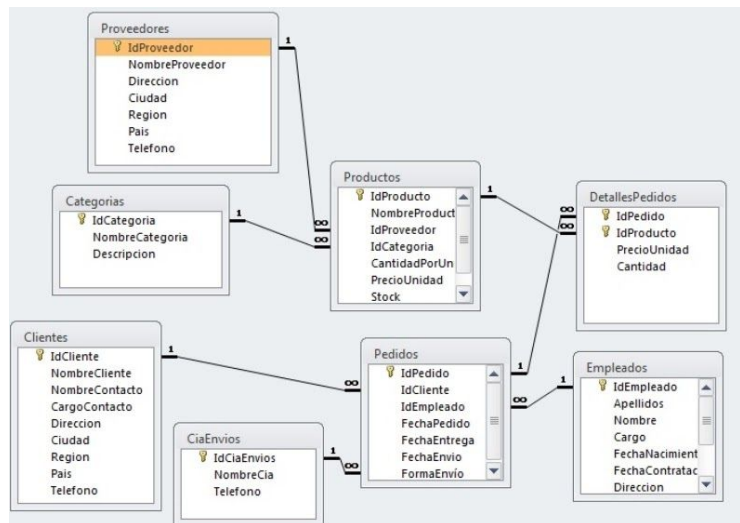 Proveedores
IdProveedor
NombreProveedor
Direccion
Ciudad
Region
Pais
Telefono
1
Categorias
IdCategoria
NombreCategoria
Descripcion
1
Productos
IdProducto
NombreProduct
IdProveedor
IdCategoria
CantidadPorUn
PrecioUnidad
Stock
1
∞
∞
DetallesPedidos
IdPedido
IdProducto
PrecioUnidad
Cantidad
∞
∞
Clientes
IdCliente
NombreCliente
NombreContacto
CargoContacto
Direccion
Ciudad
Region
Pais
Telefono
1
CiaEnvios
IdCiaEnvios
NombreCia
Telefono
1
Pedidos
IdPedido
IdCliente
IdEmpleado
FechaPedido
FechaEntrega
FechaEnvio
FormaEnvío
∞
∞
1
∞
Empleados
IdEmpleado
Apellidos
Nombre
Cargo
FechaNacimient
FechaContratac
Direccion
1